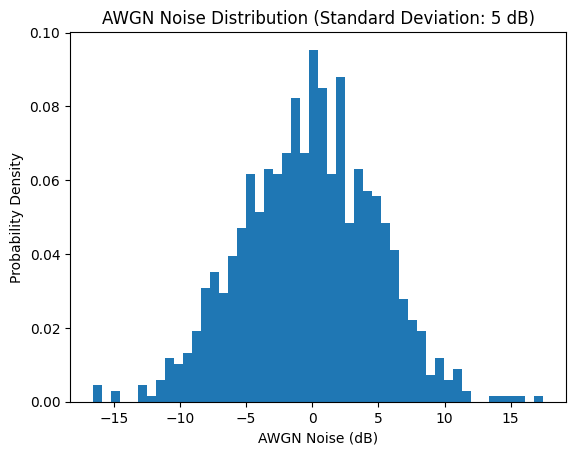 AWGN Noise Distribution (Standard Deviation: 5 dB)
Probability Density
0.10
0.08
0.06
0.04
0.02
0.00
−15 −10 −5 0 5 10 15
AWGN Noise (dB)